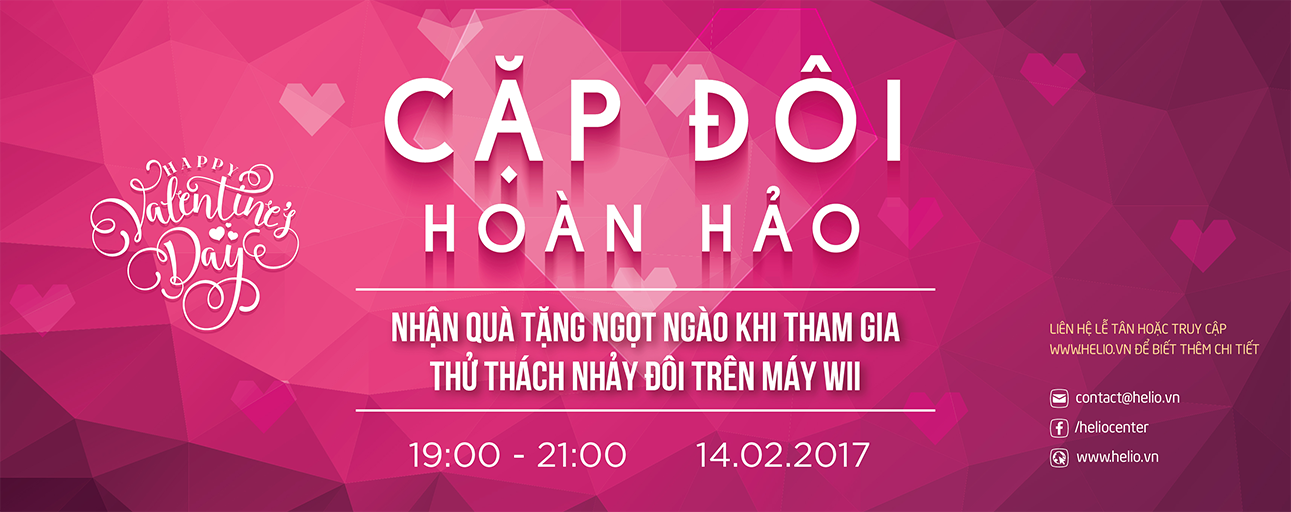 HAPPY
Valentine's
Day
CẶP ĐÔI
HOÀN HẢO
NHẬN QUÀ TẶNG NGỌT NGÀO KHI THAM GIA
THỬ THÁCH NHẢY ĐÔI TRÊN MÁY WII
19:00 - 21:00 14.02.2017
LIÊN HỆ LỄ TÂN HOẶC TRUY CẬP
WWW.HELIO.VN ĐỂ BIẾT THÊM CHI TIẾT
contact@helio.vn
/heliocenter
www.helio.vn